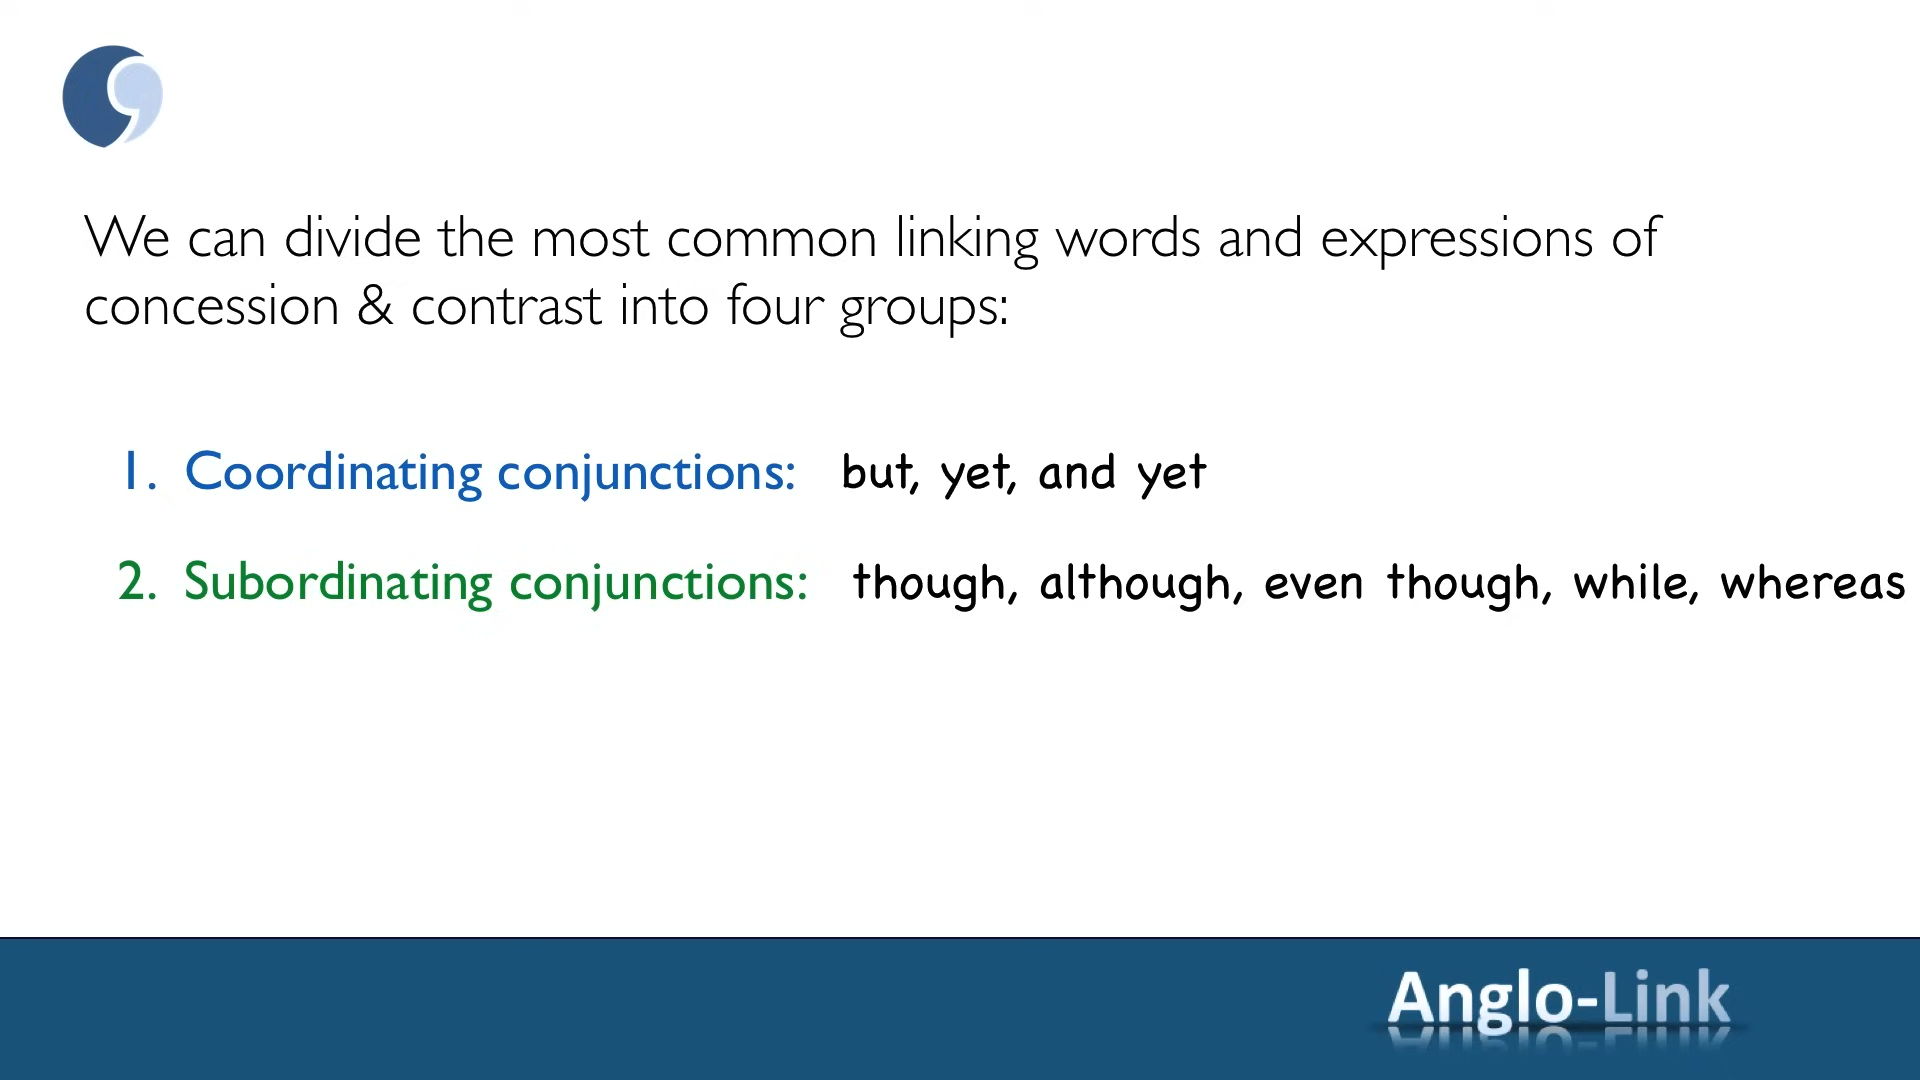 We can divide the most common linking words and expressions of
concession & contrast into four groups:
1. Coordinating conjunctions: but, yet, and yet
2. Subordinating conjunctions: though, although, even though, while, whereas
Anglo-Link